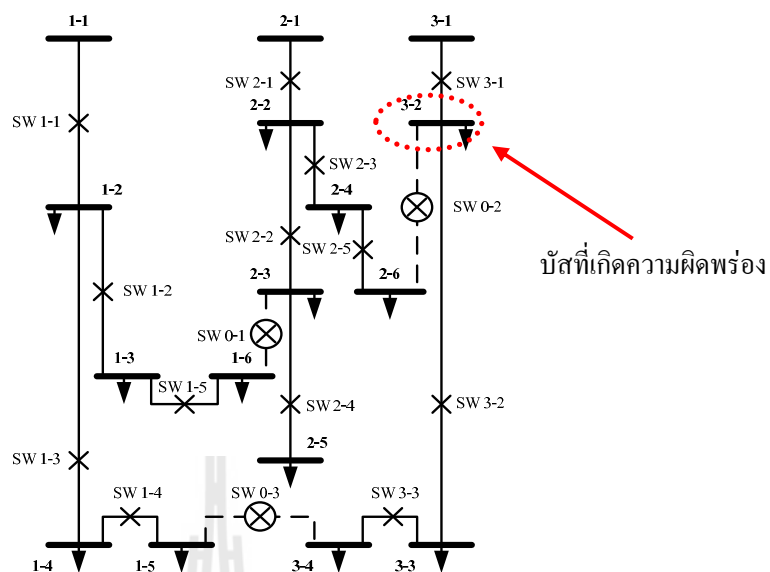 1-1
2-1
3-1
SW 2-1
SW 3-1
2-2
3-2
SW 1-1
SW 2-3
1-2
2-4
SW 0-2
SW 2-2
SW 2-5
บัสที่เกิดความผิดพร่อง
2-3
2-6
SW 1-2
SW 0-1
1-3
1-6
SW 1-5
SW 2-4
SW 3-2
2-5
SW 1-3
SW 1-4
SW 0-3
SW 3-3
1-4
1-5
3-4
3-3